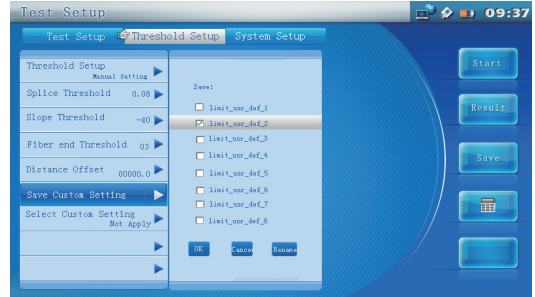 Test Setup
09:37
Test Setup Threshold Setup System Setup
Threshold Setup
Manual Setting
Splice Threshold 0.08
Slope Threshold -40
Fiber end Threshold 03
Distance Offset 00000.0
Save Custom Setting
Select Custom Setting
Not Apply
Save:
limit_usr_def_1
limit_usr_def_2
limit_usr_def_3
limit_usr_def_4
limit_usr_def_5
limit_usr_def_6
limit_usr_def_7
limit_usr_def_8
OK Cance Rename
Start
Result
Save